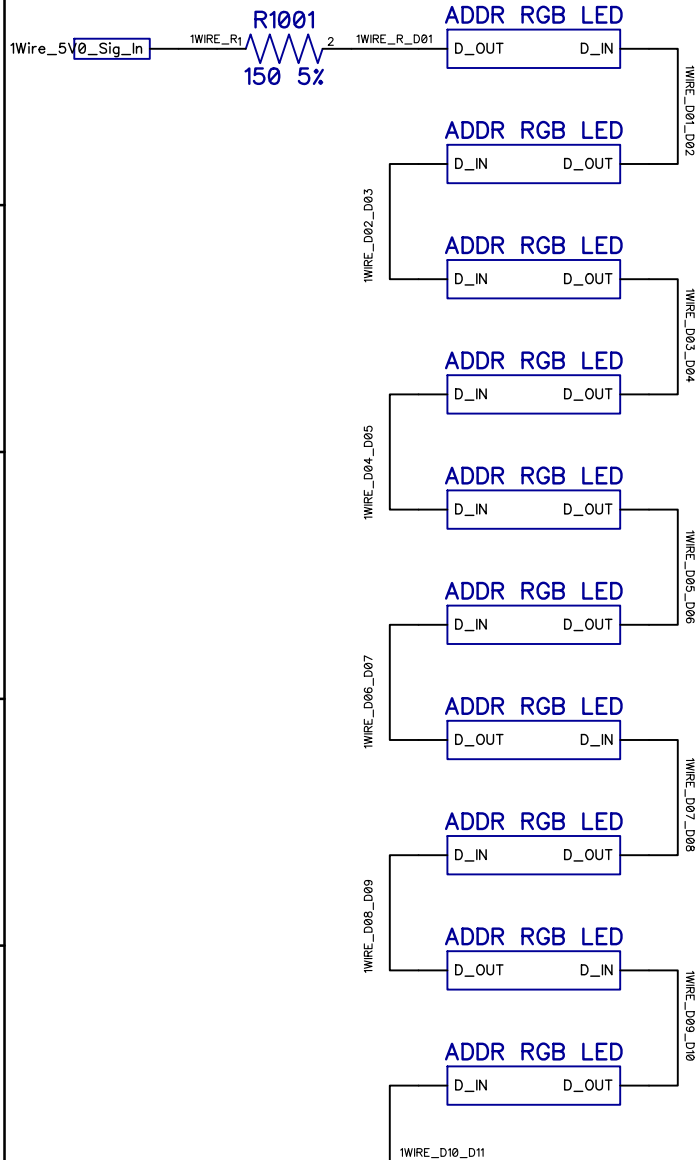 R1001
1Wire_5V0_Sig_In
1WIRE_R
1
2
150 5%
1WIRE_R_D01
ADDR RGB LED
D_OUT D_IN
1WIRE_D01_D02
ADDR RGB LED
D_IN D_OUT
1WIRE_D02_D03
ADDR RGB LED
D_IN D_OUT
1WIRE_D03_D04
ADDR RGB LED
D_IN D_OUT
1WIRE_D04_D05
ADDR RGB LED
D_IN D_OUT
1WIRE_D05_D06
ADDR RGB LED
D_IN D_OUT
1WIRE_D06_D07
ADDR RGB LED
D_OUT D_IN
1WIRE_D07_D08
ADDR RGB LED
D_IN D_OUT
1WIRE_D08_D09
ADDR RGB LED
D_OUT D_IN
1WIRE_D09_D10
ADDR RGB LED
D_IN D_OUT
1WIRE_D10_D11